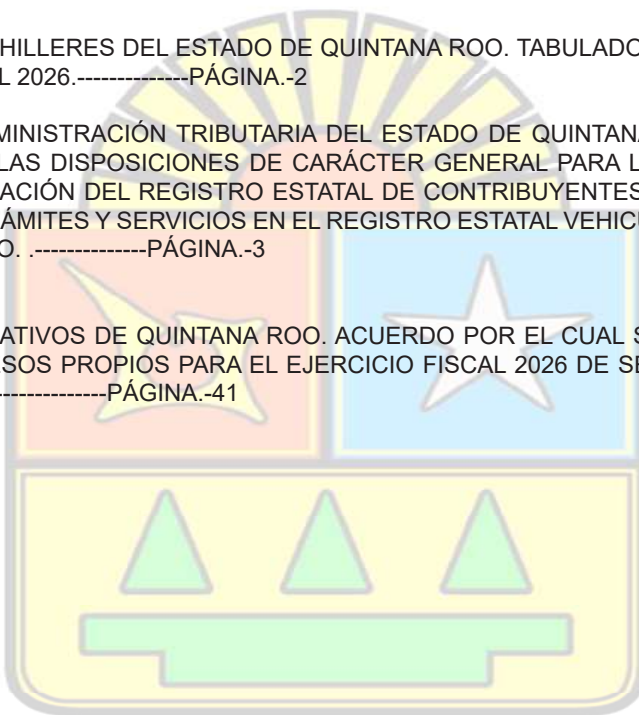 HILLERES DEL ESTADO DE QUINTANA ROO. TABULADO
L 2026.--------------PÁGINA.-2
MINISTRACIÓN TRIBUTARIA DEL ESTADO DE QUINTANA
LAS DISPOSICIONES DE CARÁCTER GENERAL PARA L
ACIÓN DEL REGISTRO ESTATAL DE CONTRIBUYENTES
ÁMITES Y SERVICIOS EN EL REGISTRO ESTATAL VEHICU
O. .--------------PÁGINA.-3
ATIVOS DE QUINTANA ROO. ACUERDO POR EL CUAL S
SOS PROPIOS PARA EL EJERCICIO FISCAL 2026 DE SE
--------------PÁGINA.-41